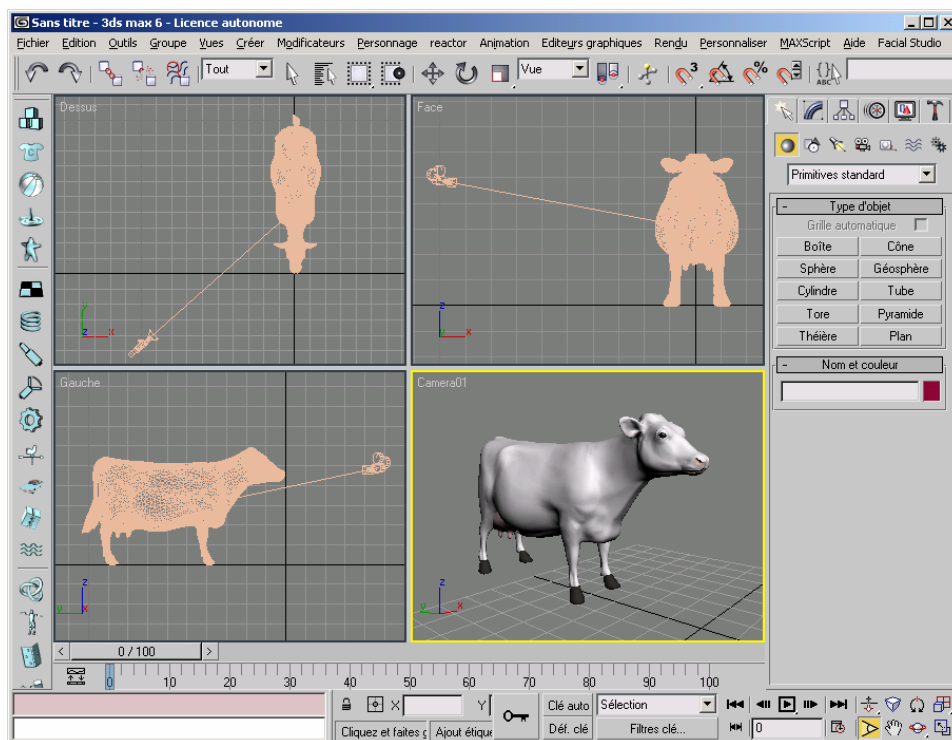 Sans titre - 3ds max 6 - Licence autonome
Fichier Edition Outils Groupe Vues Créer Modificateurs Personnage reactor Animation Editeurs graphiques Rendu Personnaliser MAXScript Aide Facial Studio
Tout
Vue
3
%
{}
ABC
Dessus
y
z x
Face
z
y x
Primitives standard
- Type d'objet
Grille automatique
Boîte Cône
Sphère Géosphère
Cylindre Tube
Tore Pyramide
Théière Plan
- Nom et couleur
Gauche
z
y x
Camera01
z
y x
< 0 / 100 >
0 10 20 30 40 50 60 70 80 90 100
X Y Clé auto Sélection
Cliquez et faites g Ajout étique Déf. clé Filtres clé... 0